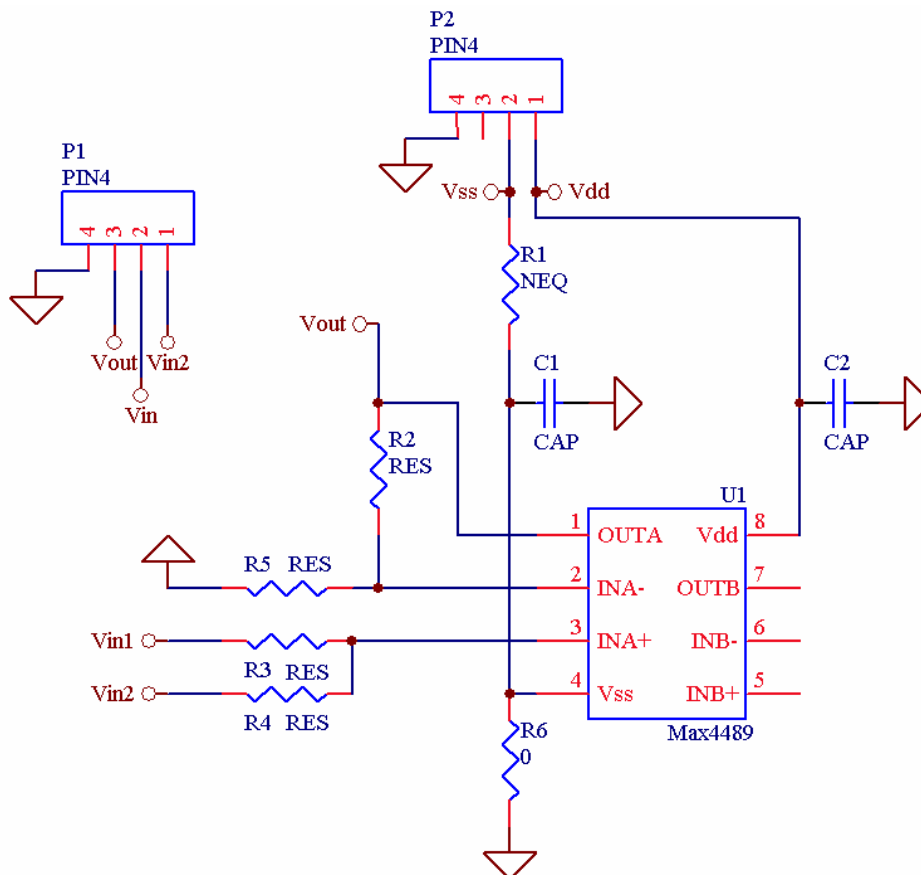 P2
PIN4
4 3 2 1
P1
PIN4
4 3 2 1
Vss
Vdd
R1
NEQ
Vout
Vout
Vin2
Vin
C1
CAP
C2
CAP
R2
RES
U1
1 OUTA
Vdd 8
R5 RES
2 INA-
OUTB 7
Vin1
3 INA+
INB- 6
R3 RES
Vin2
4 Vss
INB+ 5
R4 RES
R6
0
Max4489